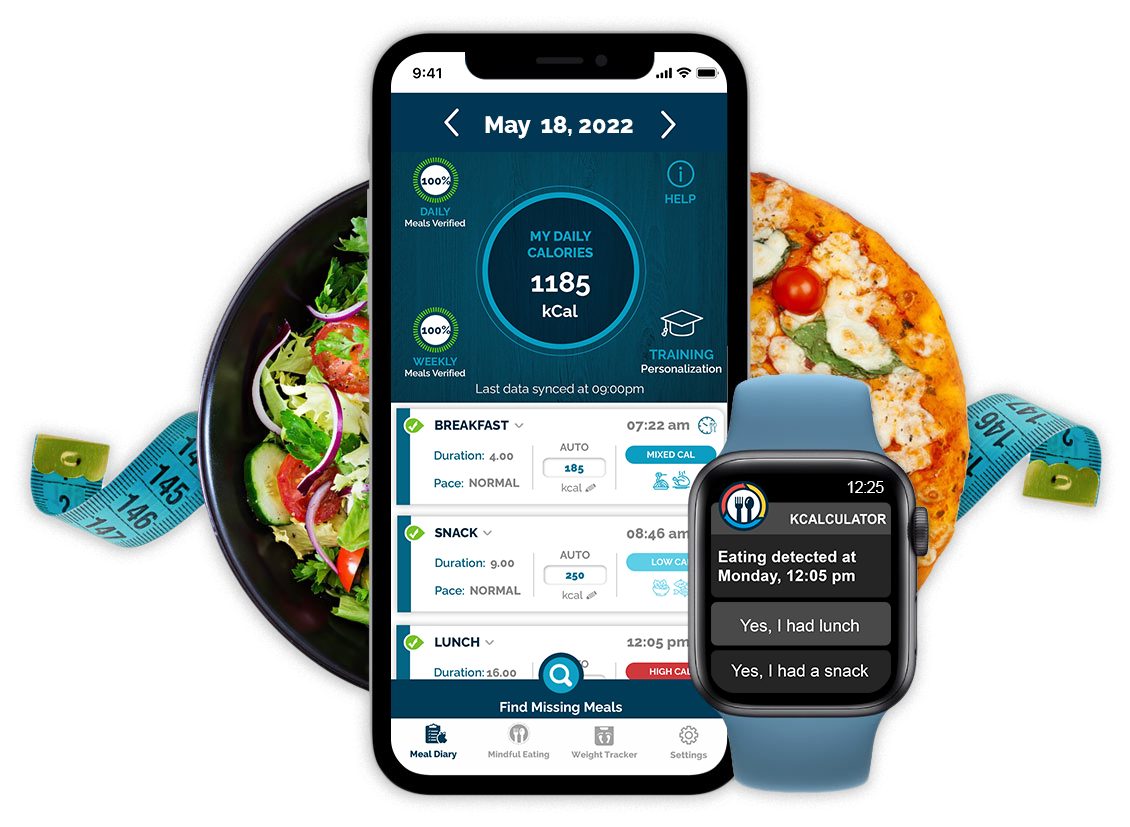 9:41
May 18, 2022
100%
DAILY
Meals Verified
HELP
MY DAILY
CALORIES
1185
kCal
100%
WEEKLY
Meals Verified
TRAINING
Personalization
Last data synced at 09:00pm
BREAKFAST
07:22 am
Duration: 4.00
AUTO
185
kcal
MIXED CAL
Pace: NORMAL
SNACK
08:46 am
Duration: 9.00
AUTO
250
kcal
LOW CAL
Pace: NORMAL
LUNCH
12:05 pm
Duration: 16.00
HIGH CAL
Find Missing Meals
Meal Diary
Mindful Eating
Weight Tracker
Settings
12:25
KCALCULATOR
Eating detected at
Monday, 12:05 pm
Yes, I had lunch
Yes, I had a snack
145
146
147
147
146